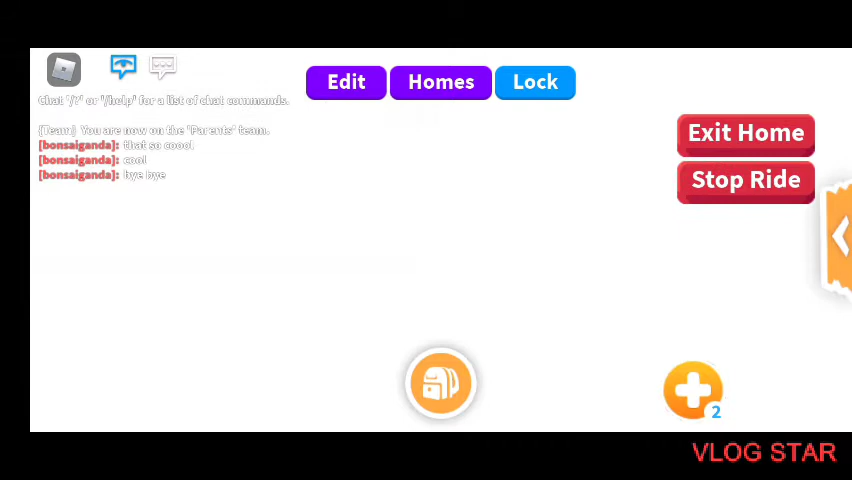 Edit Homes Lock
Chat '/?' or '/help' for a list of chat commands.
Exit Home
{Team} You are now on the 'Parents' team.
[bonsaiganda]: that so coool
[bonsaiganda]: cool
[bonsaiganda]: bye bye
Stop Ride
2
VLOG STAR